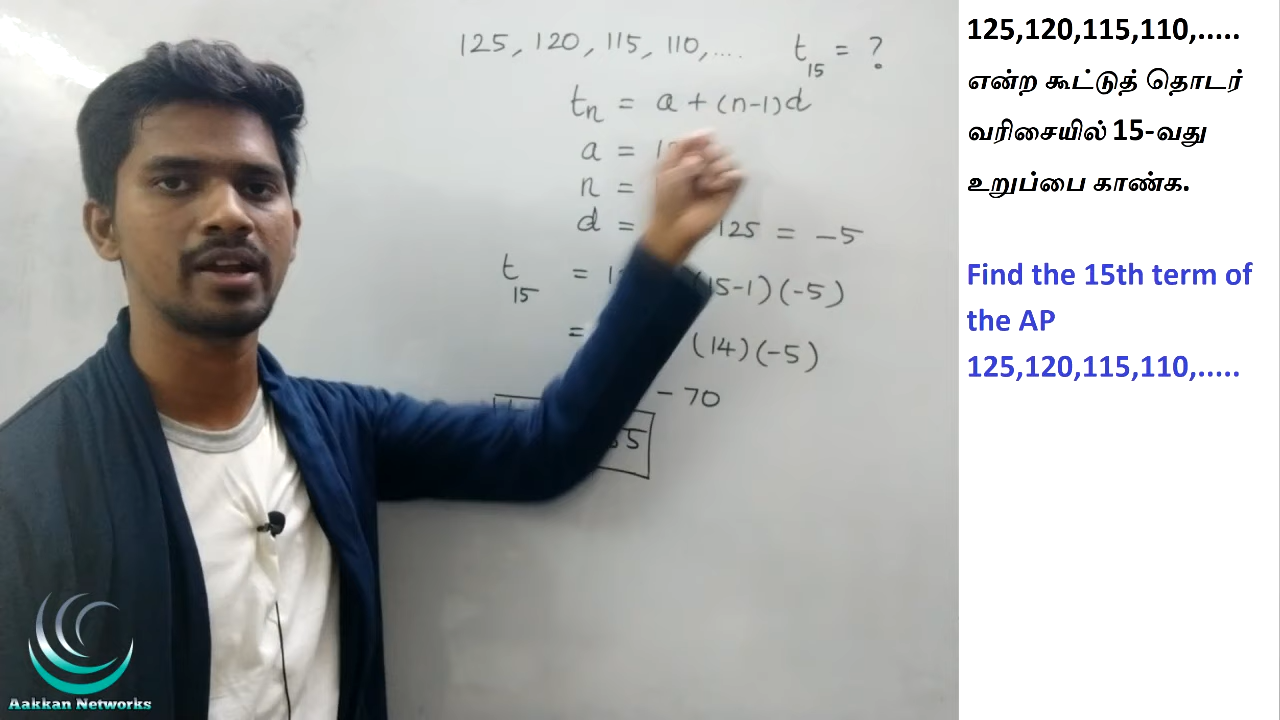 125, 120, 115, 110, .... t15 = ?
tn = a + (n-1)d
a =
n =
d = 125 = -5
t15 = (15-1)(-5)
= (14)(-5)
- 70
125,120,115,110,.....
என்ற கூட்டுத் தொடர்
வரிசையில் 15-வது
உறுப்பை காண்க.
Find the 15th term of
the AP
125,120,115,110,.....
Aakkan Networks